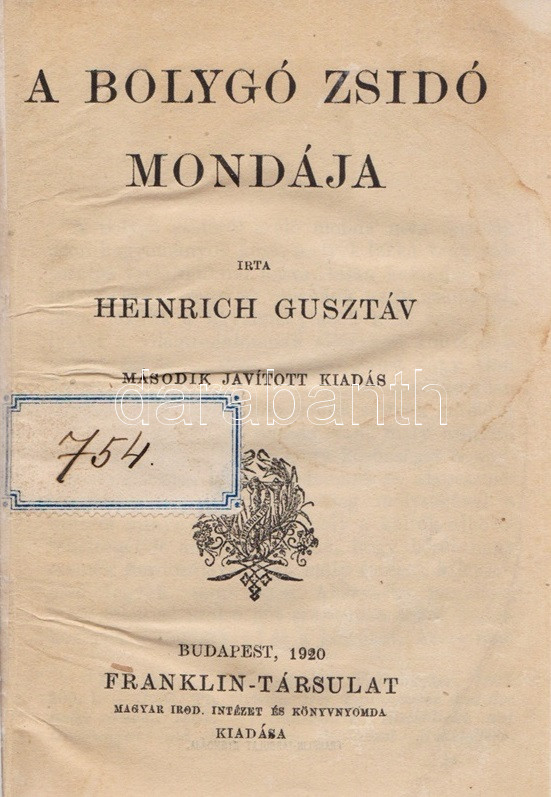 A BOLYGÓ ZSIDÓ
MONDÁJA
IRTA
HEINRICH GUSZTÁV
MÁSODIK JAVÍTOTT KIADÁS
darabanth
754.
BUDAPEST, 1920
FRANKLIN-TÁRSULAT
MAGYAR IROD. INTÉZET ÉS KÖNYVNYOMDA
KIADÁSA